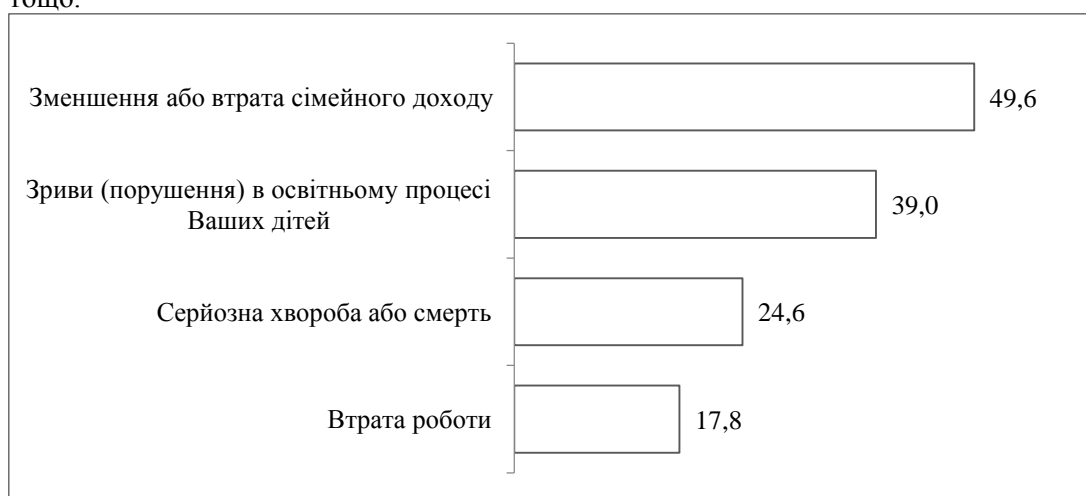 тощо.
Зменшення або втрата сімейного доходу
49,6
Зриви (порушення) в освітньому процесі
Ваших дітей
39,0
Серйозна хвороба або смерть
24,6
Втрата роботи
17,8